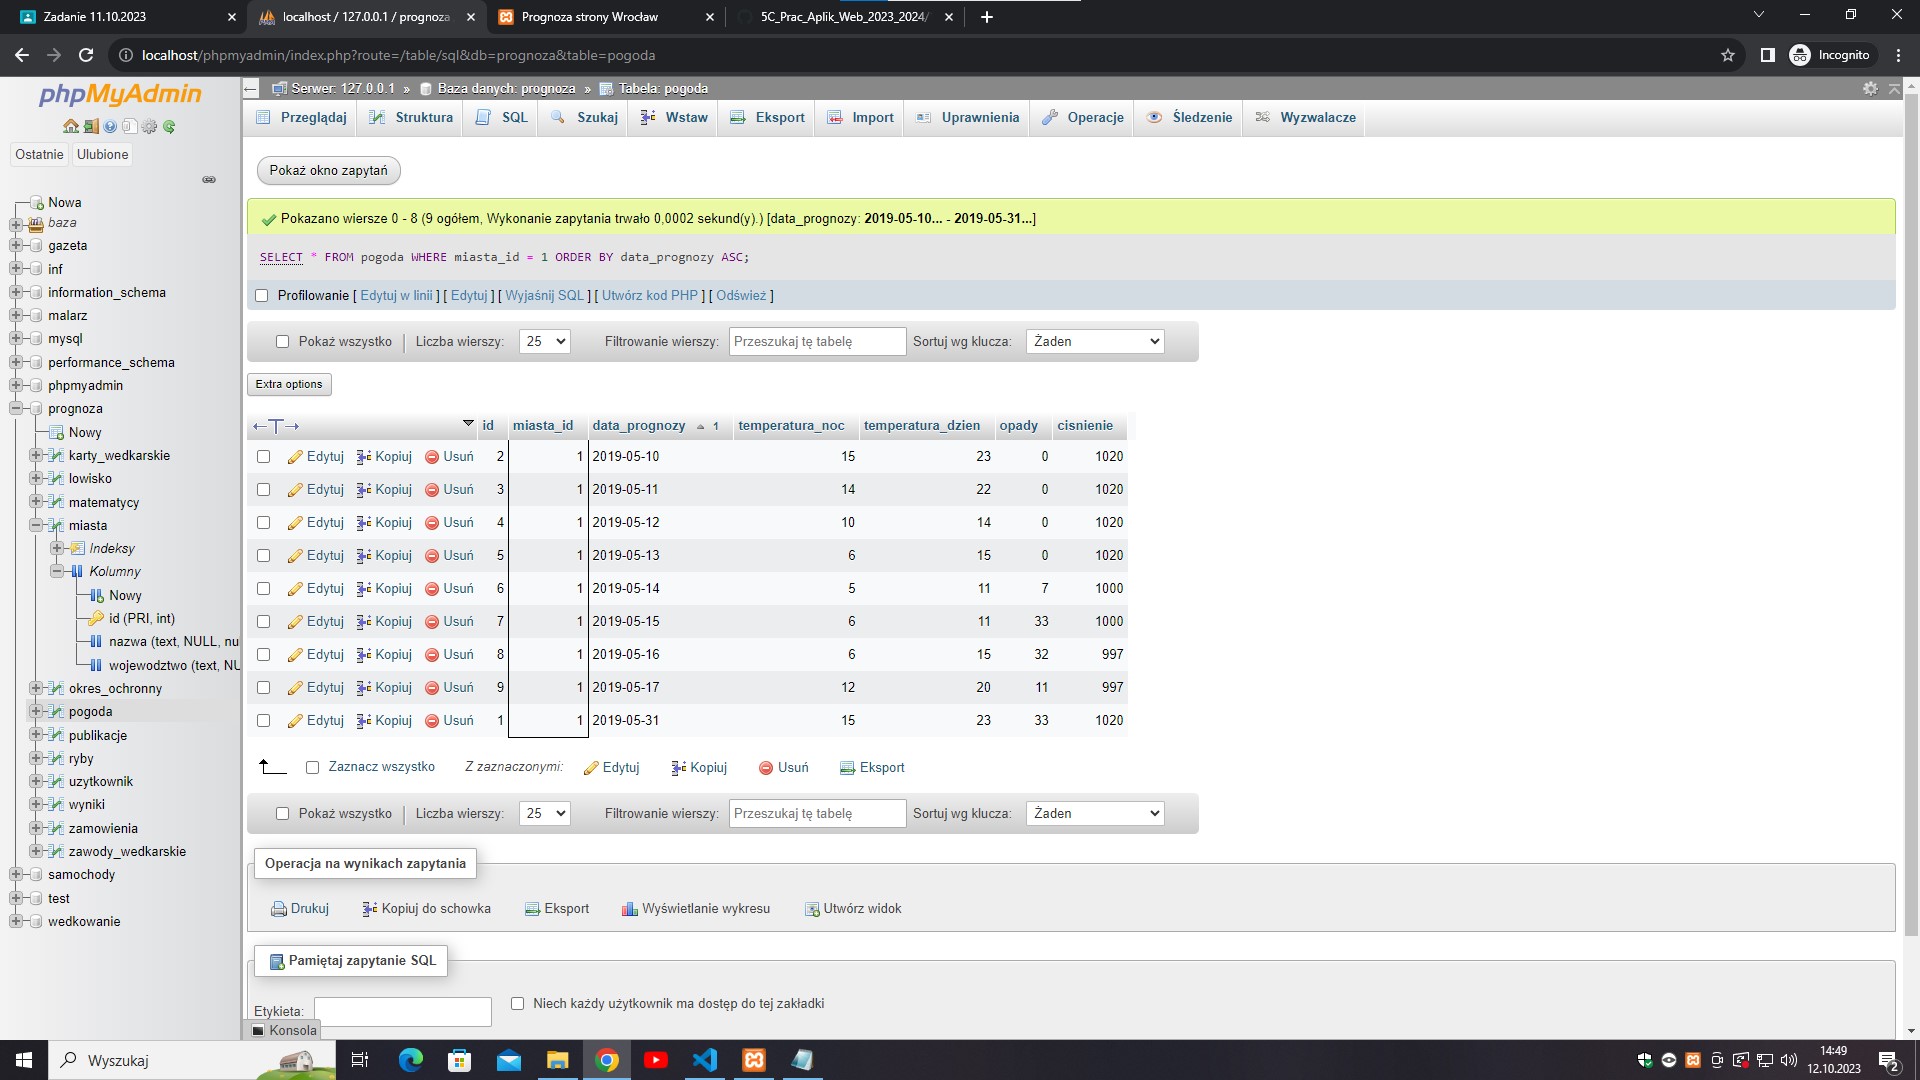 Zadanie 11.10.2023
localhost / 127.0.0.1 / prognoza
Prognoza strony Wrocław
5C_Prac_Aplik_Web_2023_2024/
localhost/phpmyadmin/index.php?route=/table/sql&db=prognoza&table=pogoda
Incognito
phpMyAdmin
Ostatnie
Ulubione
Nowa
baza
gazeta
inf
information_schema
malarz
mysql
performance_schema
phpmyadmin
prognoza
Nowy
karty_wedkarskie
lowisko
matematycy
miasta
Indeksy
Kolumny
Nowy
id (PRI, int)
nazwa (text, NULL, nu
wojewodztwo (text, NU
okres_ochronny
pogoda
publikacje
ryby
uzytkownik
wyniki
zamowienia
zawody_wedkarskie
samochody
test
wedkowanie
Serwer: 127.0.0.1 » Baza danych: prognoza » Tabela: pogoda
Przeglądaj Struktura SQL Szukaj Wstaw Eksport Import Uprawnienia Operacje Śledzenie Wyzwalacze
Pokaż okno zapytań
Pokazano wiersze 0 - 8 (9 ogółem, Wykonanie zapytania trwało 0,0002 sekund(y).) [data_prognozy: 2019-05-10... - 2019-05-31...]
SELECT * FROM pogoda WHERE miasta_id = 1 ORDER BY data_prognozy ASC;
Profilowanie [ Edytuj w linii ] [ Edytuj ] [ Wyjaśnij SQL ] [ Utwórz kod PHP ] [ Odśwież ]
Pokaż wszystko | Liczba wierszy: 25 Filtrowanie wierszy: Przeszukaj tę tabelę Sortuj wg klucza: Żaden
Extra options
←T→ id miasta_id data_prognozy 1 temperatura_noc temperatura_dzien opady cisnienie
Edytuj Kopiuj Usuń 2 1 2019-05-10 15 23 0 1020
Edytuj Kopiuj Usuń 3 1 2019-05-11 14 22 0 1020
Edytuj Kopiuj Usuń 4 1 2019-05-12 10 14 0 1020
Edytuj Kopiuj Usuń 5 1 2019-05-13 6 15 0 1020
Edytuj Kopiuj Usuń 6 1 2019-05-14 5 11 7 1000
Edytuj Kopiuj Usuń 7 1 2019-05-15 6 11 33 1000
Edytuj Kopiuj Usuń 8 1 2019-05-16 6 15 32 997
Edytuj Kopiuj Usuń 9 1 2019-05-17 12 20 11 997
Edytuj Kopiuj Usuń 1 1 2019-05-31 15 23 33 1020
Zaznacz wszystko Z zaznaczonymi: Edytuj Kopiuj Usuń Eksport
Pokaż wszystko | Liczba wierszy: 25 Filtrowanie wierszy: Przeszukaj tę tabelę Sortuj wg klucza: Żaden
Operacja na wynikach zapytania
Drukuj Kopiuj do schowka Eksport Wyświetlanie wykresu Utwórz widok
Pamiętaj zapytanie SQL
Etykieta: Niech każdy użytkownik ma dostęp do tej zakładki
Konsola
Wyszukaj
14:49
12.10.2023
2